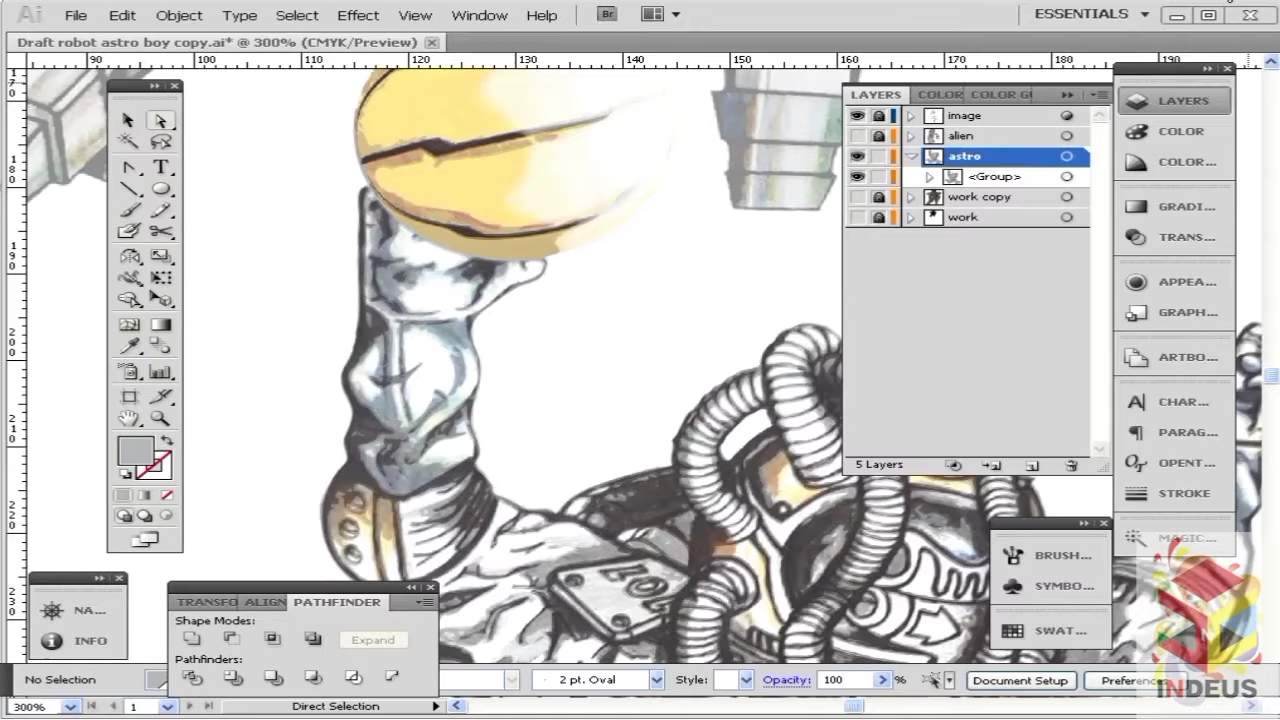 Ai File Edit Object Type Select Effect View Window Help Br ESSENTIALS
Draft robot astro boy copy.ai* @ 300% (CMYK/Preview)
90 100 110 120 130 140 150 160 170 180 190
LAYERS COLOR COLOR GU
image
alien
astro
<Group>
work copy
work
5 Layers
LAYERS
COLOR
COLOR...
GRADI...
TRANS...
APPEA...
GRAPH...
ARTBO...
CHAR...
PARAG...
OPENT...
STROKE
MAGIC...
BRUSH...
SYMBO...
SWAT...
NA...
INFO
TRANSFO ALIGN PATHFINDER
Shape Modes:
Expand
Pathfinders:
No Selection 2 pt. Oval Style: Opacity: 100 % Document Setup Preferences
300% 1 Direct Selection
INDEUS